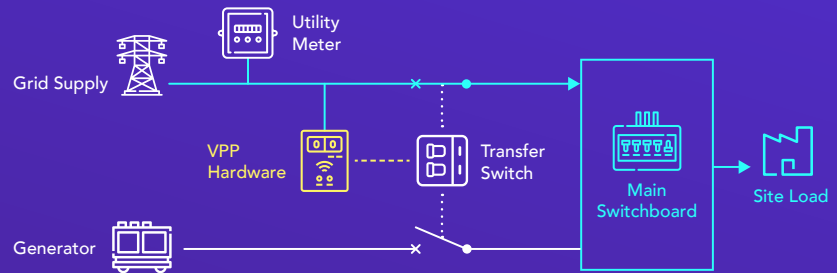 Utility
Meter
Grid Supply
VPP
Hardware
Transfer
Switch
Main
Switchboard
Site Load
Generator